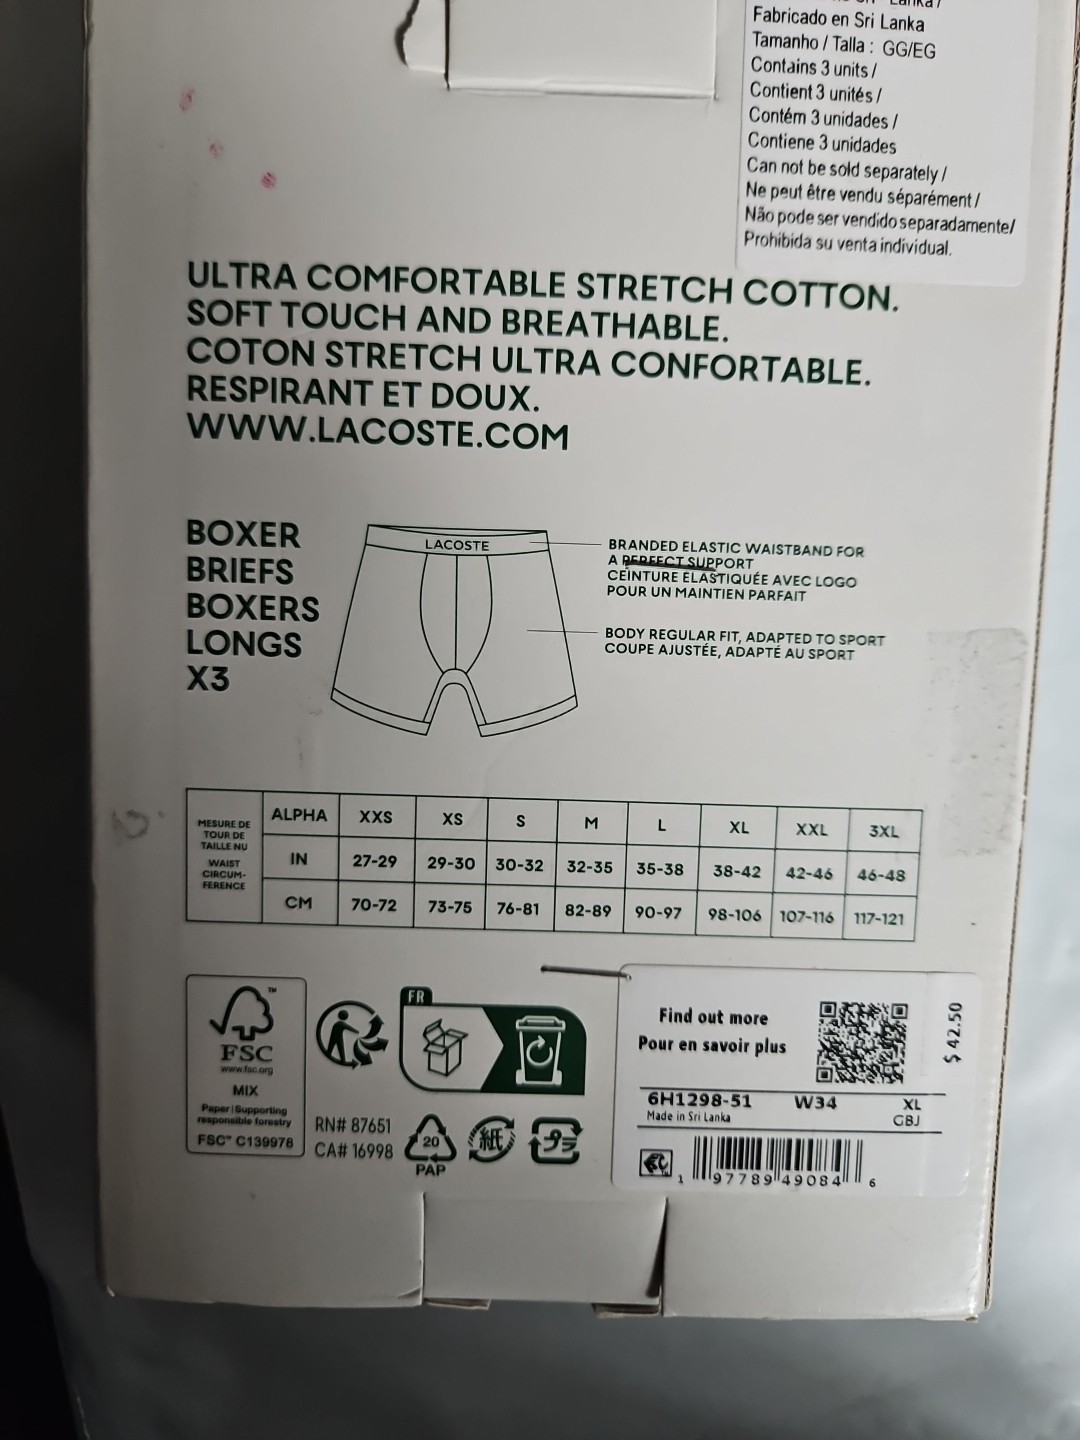 Fabricado en Sri Lanka
Tamanho / Talla : GG/EG
Contains 3 units /
Contient 3 unités /
Contém 3 unidades /
Contiene 3 unidades
Can not be sold separately /
Ne peut être vendu séparément /
Não pode ser vendido separadamente/
Prohibida su venta individual.
ULTRA COMFORTABLE STRETCH COTTON.
SOFT TOUCH AND BREATHABLE.
COTON STRETCH ULTRA CONFORTABLE.
RESPIRANT ET DOUX.
WWW.LACOSTE.COM
BOXER
BRIEFS
BOXERS
LONGS
X3
LACOSTE
BRANDED ELASTIC WAISTBAND FOR
A PERFECT SUPPORT
CEINTURE ELASTIQUÉE AVEC LOGO
POUR UN MAINTIEN PARFAIT
BODY REGULAR FIT, ADAPTED TO SPORT
COUPE AJUSTÉE, ADAPTÉ AU SPORT
MESURE DE
TOUR DE
TAILLE NU
WAIST
CIRCUM-
FERENCE
ALPHA XXS XS S M L XL XXL 3XL
IN 27-29 29-30 30-32 32-35 35-38 38-42 42-46 46-48
CM 70-72 73-75 76-81 82-89 90-97 98-106 107-116 117-121
FSC
www.fsc.org
MIX
Paper | Supporting
responsible forestry
FSC™ C139978
FR
RN# 87651
CA# 16998
20
PAP
紙
プラ
Find out more
Pour en savoir plus
$ 42.50
6H1298-51 W34 XL
Made in Sri Lanka GBJ
1 97789 49084 6